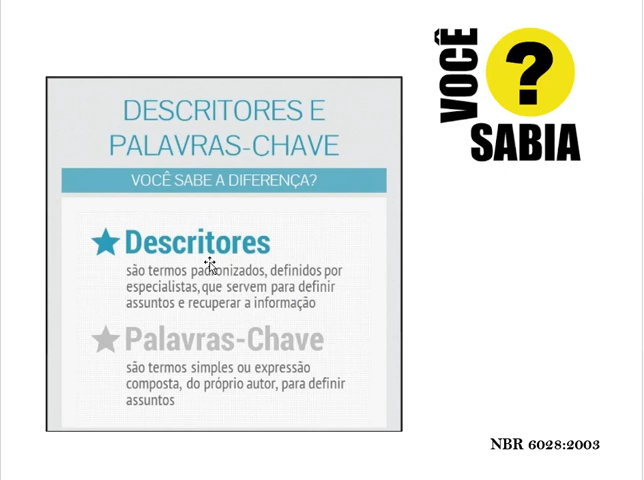 VOCÊ
?
SABIA
DESCRITORES E
PALAVRAS-CHAVE
VOCÊ SABE A DIFERENÇA?
Descritores
são termos padronizados, definidos por
especialistas, que servem para definir
assuntos e recuperar a informação
Palavras-Chave
são termos simples ou expressão
composta, do próprio autor, para definir
assuntos
NBR 6028:2003